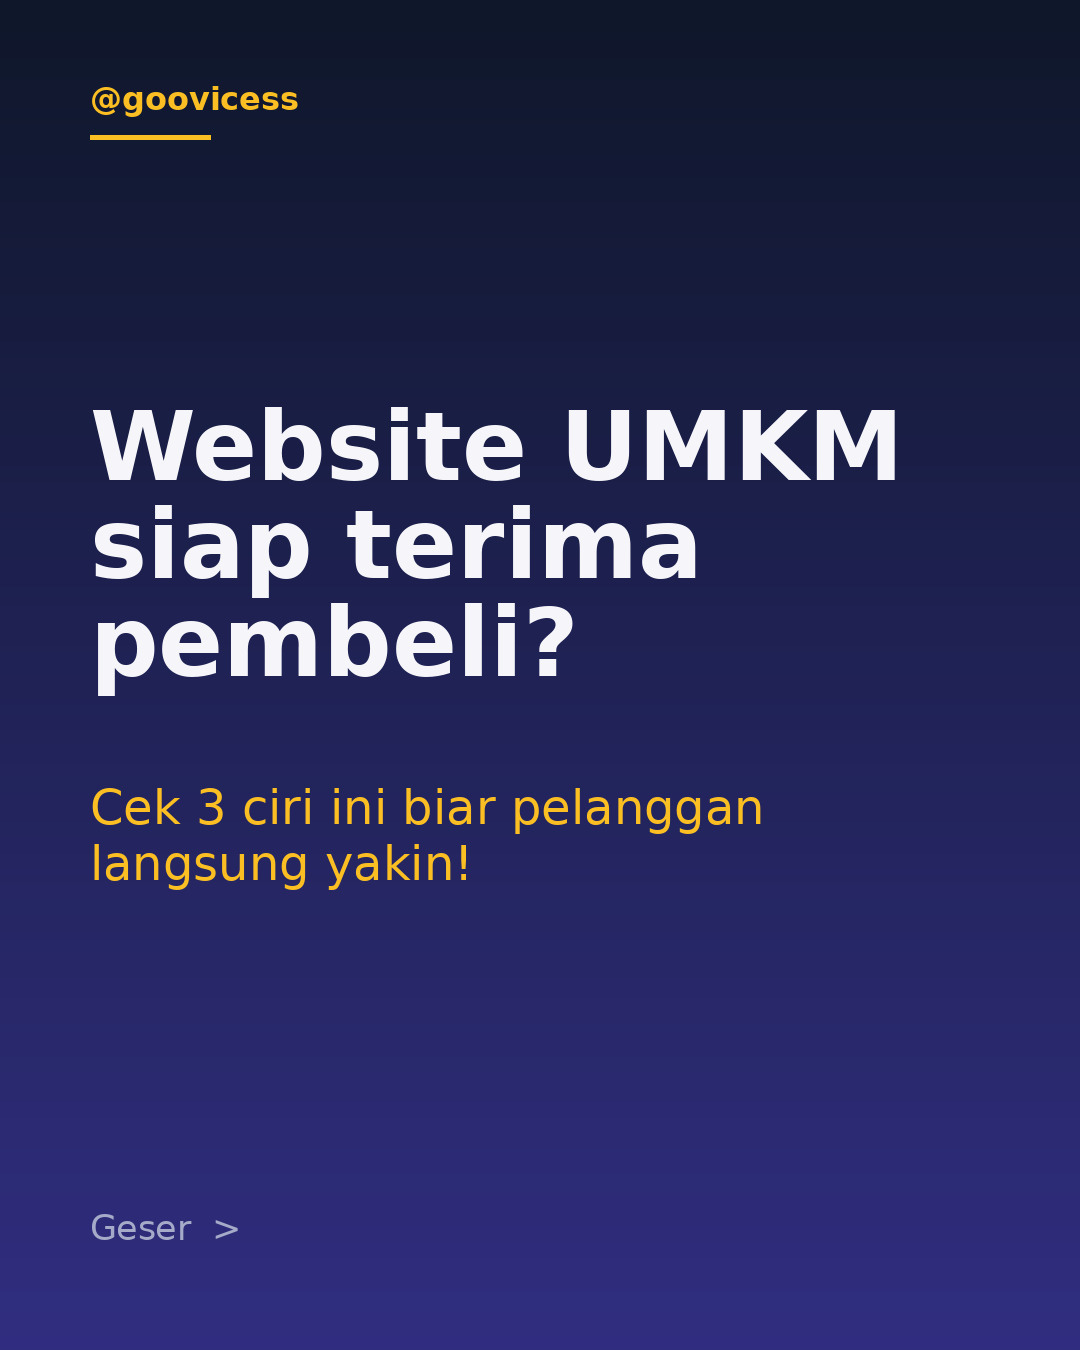 @goovicess
Website UMKM
siap terima
pembeli?
Cek 3 ciri ini biar pelanggan
langsung yakin!
Geser >